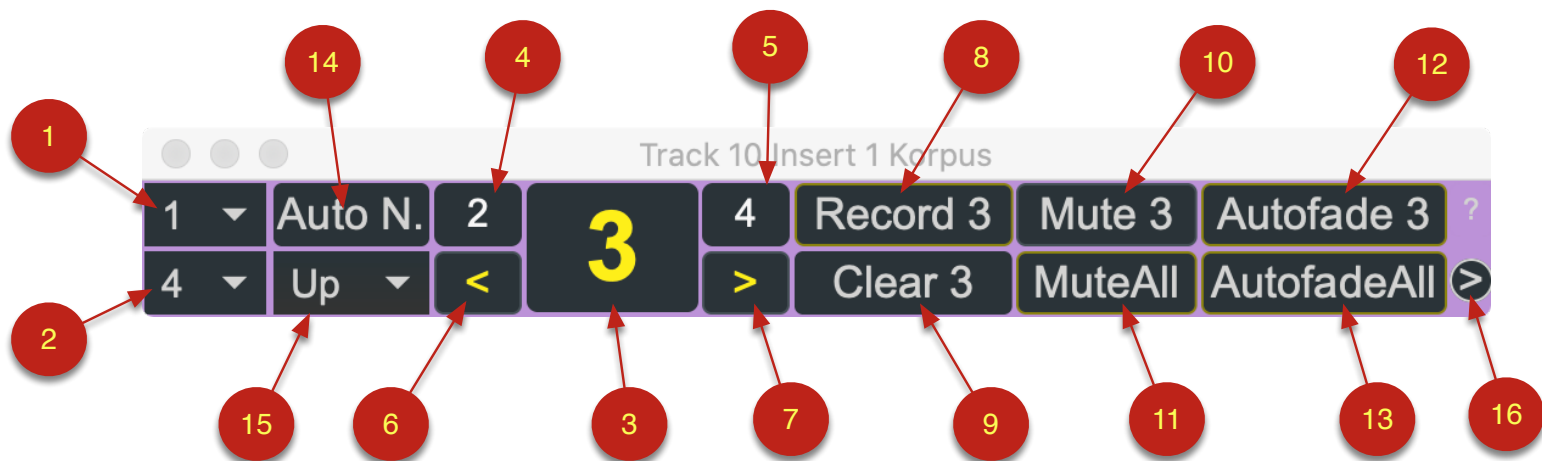 14 4 5 8 10 12
1
Track 10 Insert 1 Korpus
1 Auto N. 2 3 4 Record 3 Mute 3 Autofade 3 ?
4 Up < > Clear 3 MuteAll AutofadeAll >
2
15 6 3 7 9 11 13 16